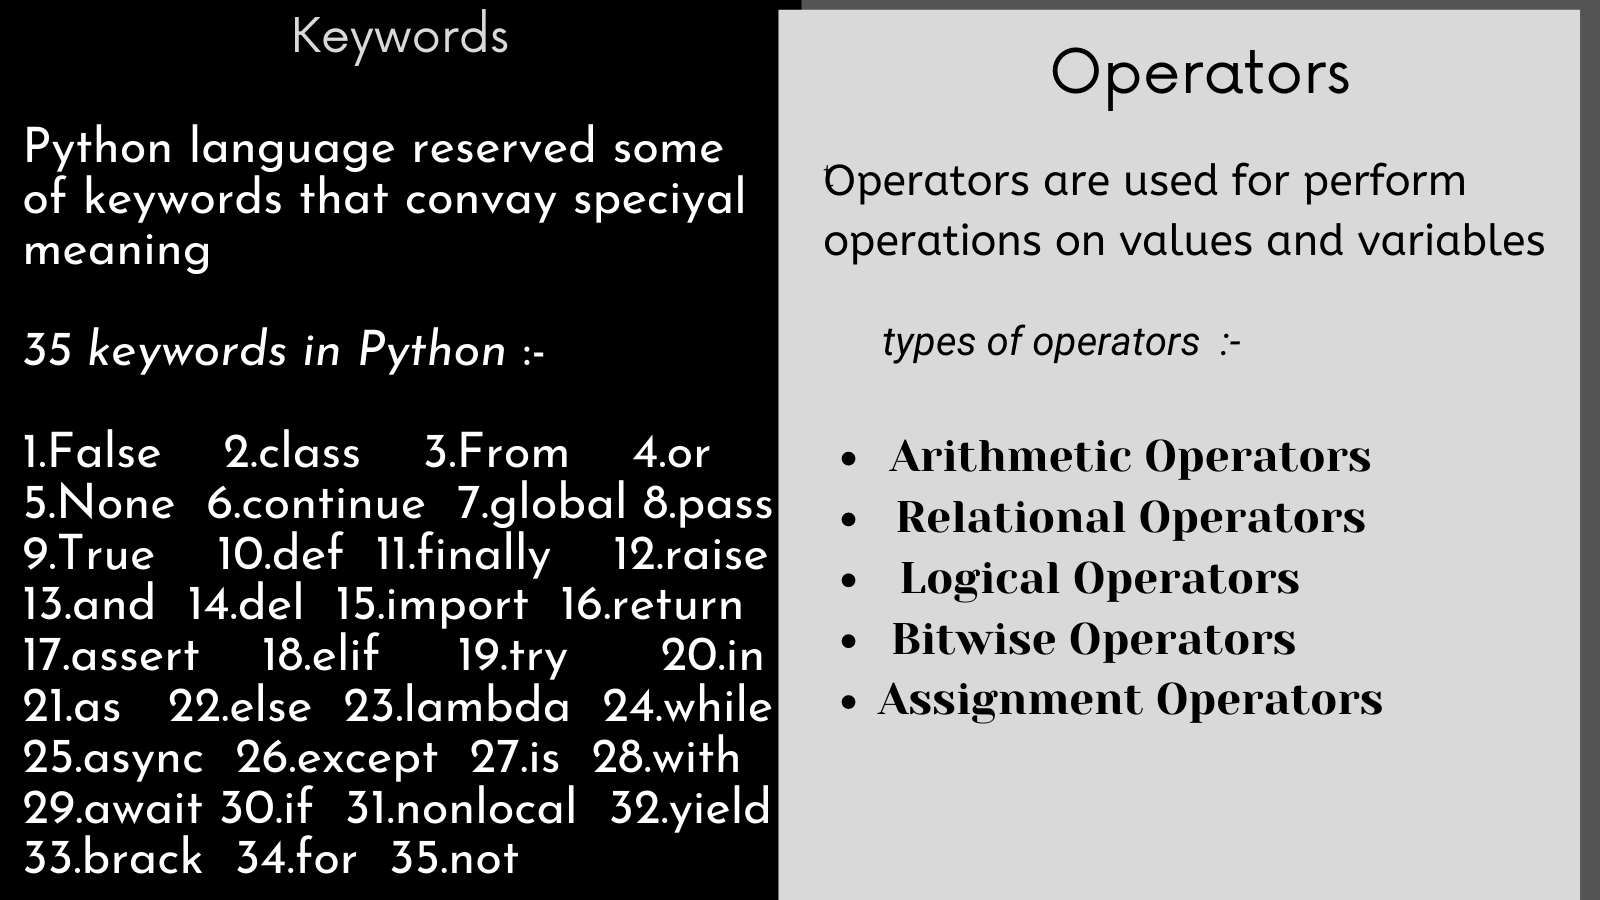 Keywords
Python language reserved some
of keywords that convay speciyal
meaning
35 keywords in Python :-
1.False 2.class 3.From 4.or
5.None 6.continue 7.global 8.pass
9.True 10.def 11.finally 12.raise
13.and 14.del 15.import 16.return
17.assert 18.elif 19.try 20.in
21.as 22.else 23.lambda 24.while
25.async 26.except 27.is 28.with
29.await 30.if 31.nonlocal 32.yield
33.brack 34.for 35.not
Operators
Operators are used for perform
operations on values and variables
types of operators :-
• Arithmetic Operators
• Relational Operators
• Logical Operators
• Bitwise Operators
• Assignment Operators